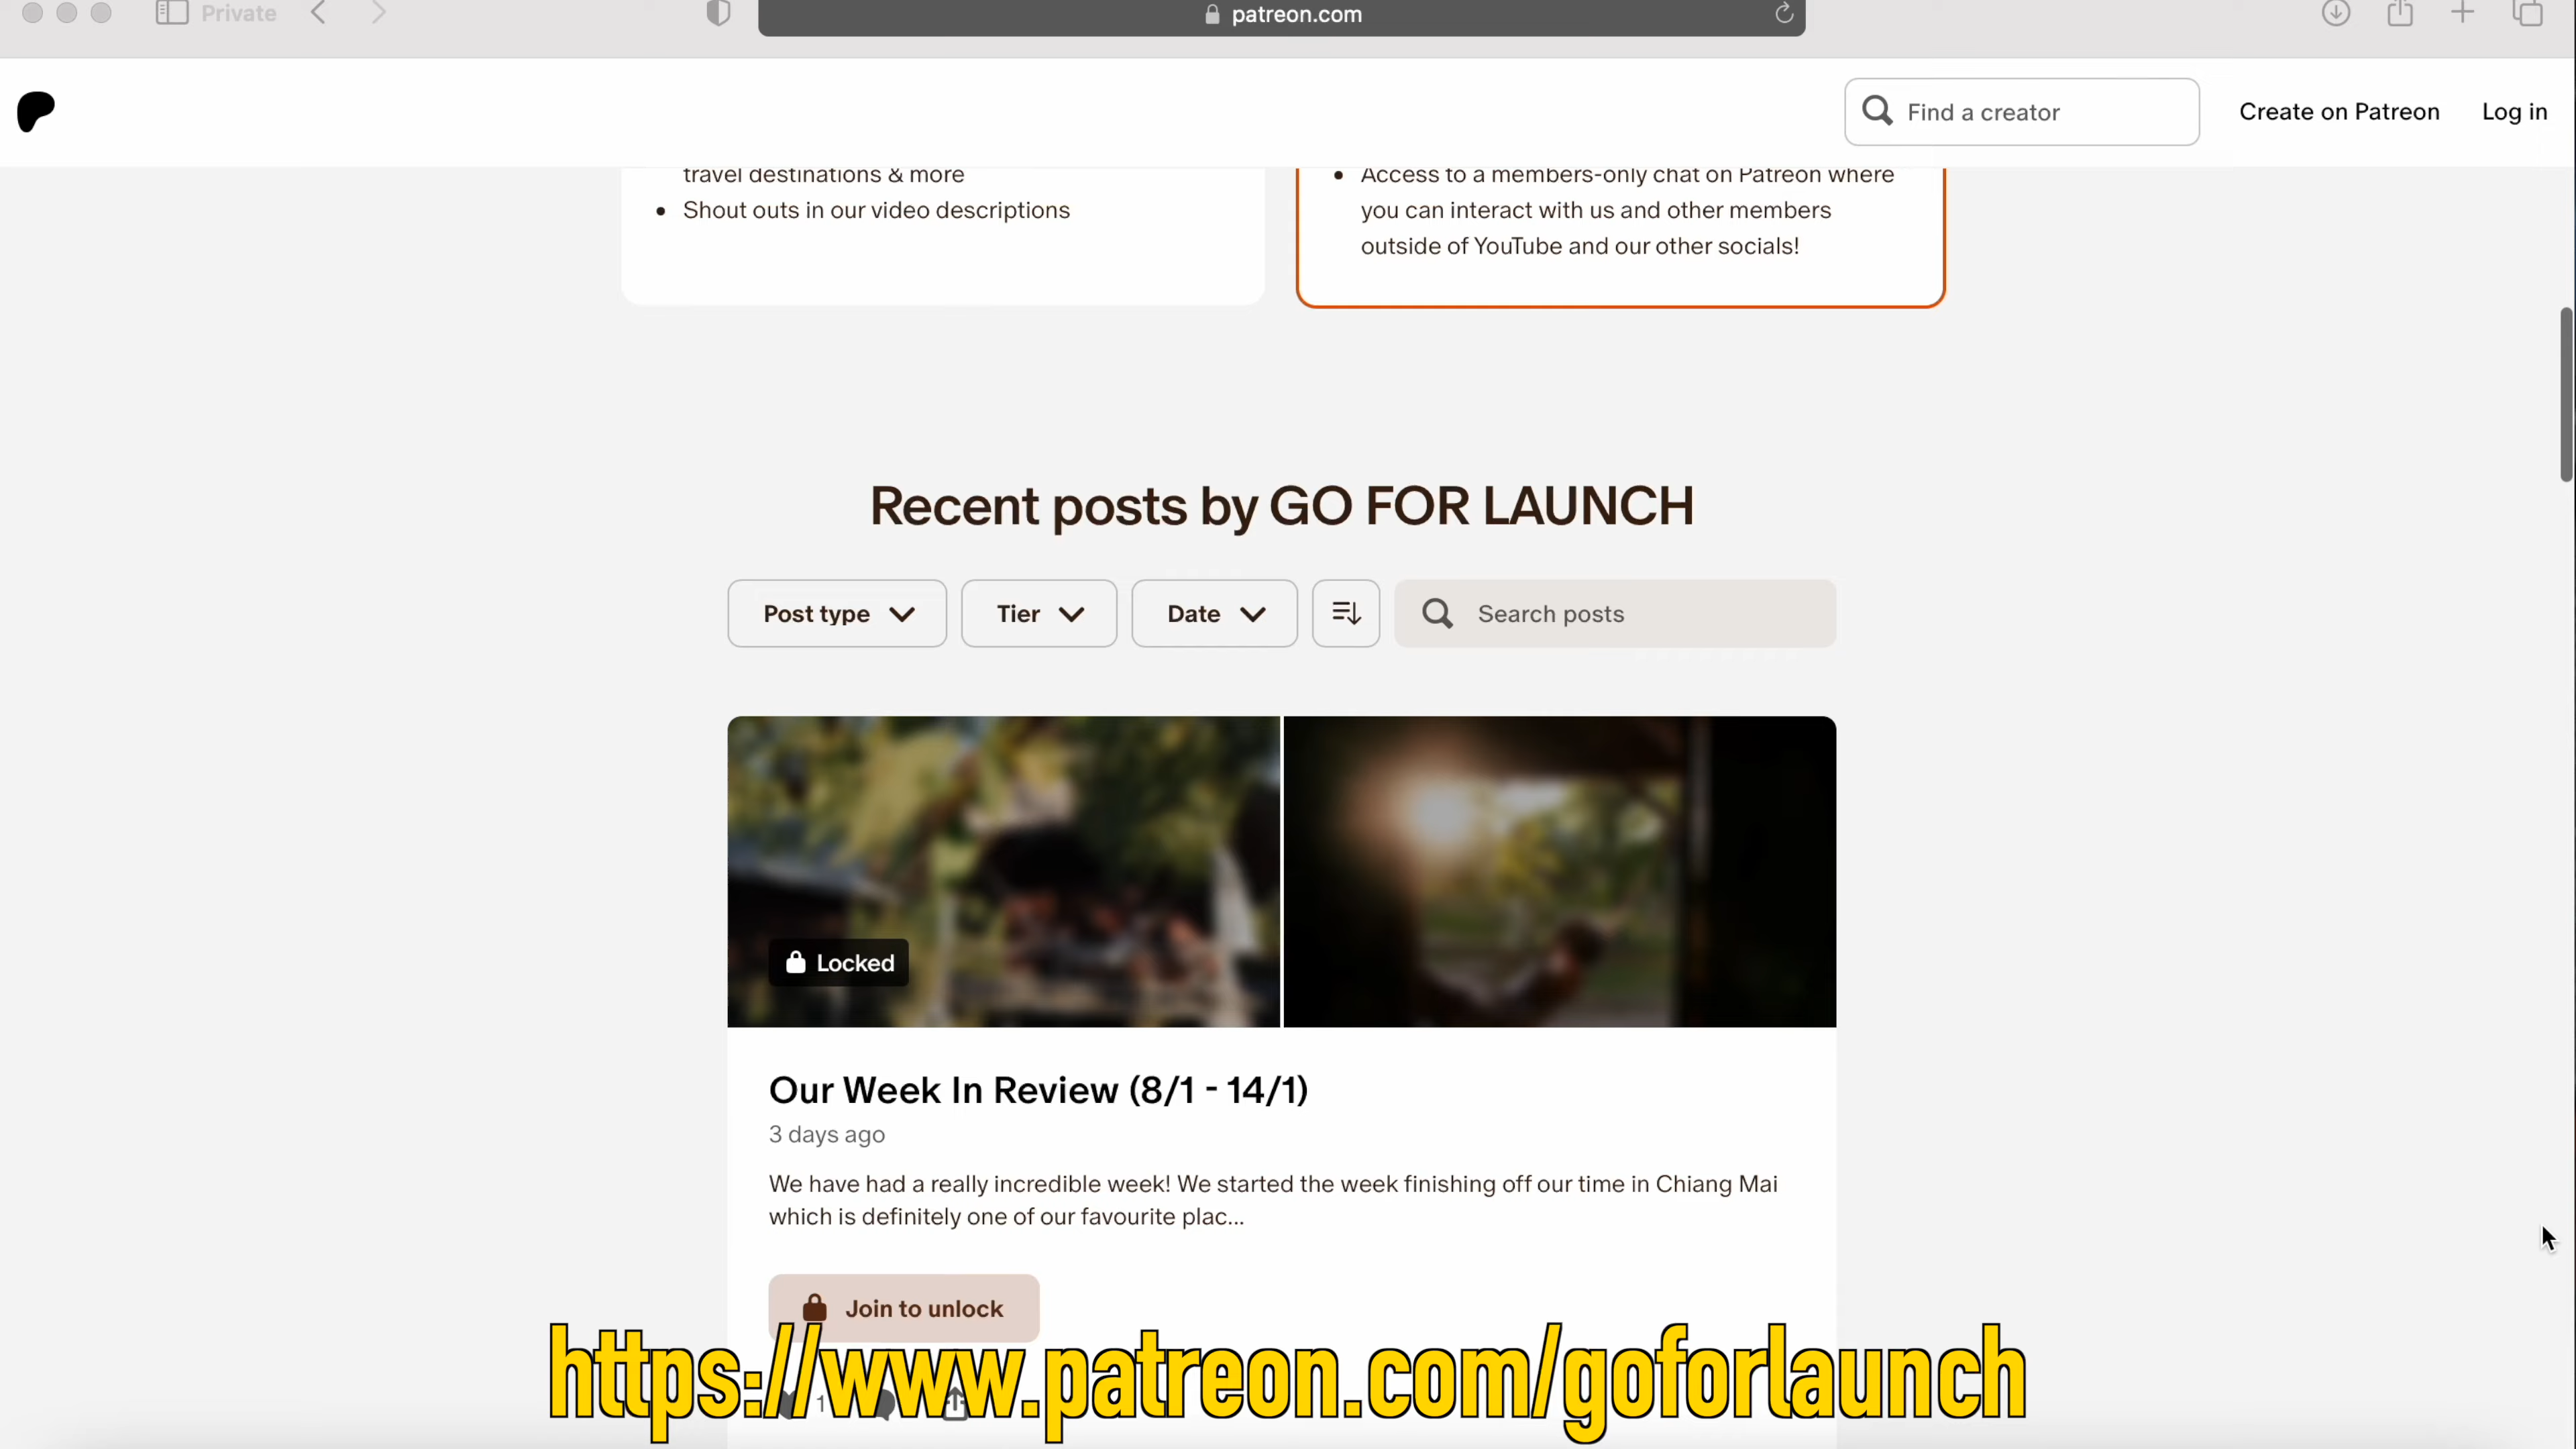 Private
patreon.com
Find a creator
Create on Patreon
Log in
travel destinations & more
Shout outs in our video descriptions
Access to a members-only chat on Patreon where
you can interact with us and other members
outside of YouTube and our other socials!
Recent posts by GO FOR LAUNCH
Post type
Tier
Date
Search posts
Locked
Our Week In Review (8/1 - 14/1)
3 days ago
We have had a really incredible week! We started the week finishing off our time in Chiang Mai
which is definitely one of our favourite plac...
Join to unlock
1
https://www.patreon.com/goforlaunch